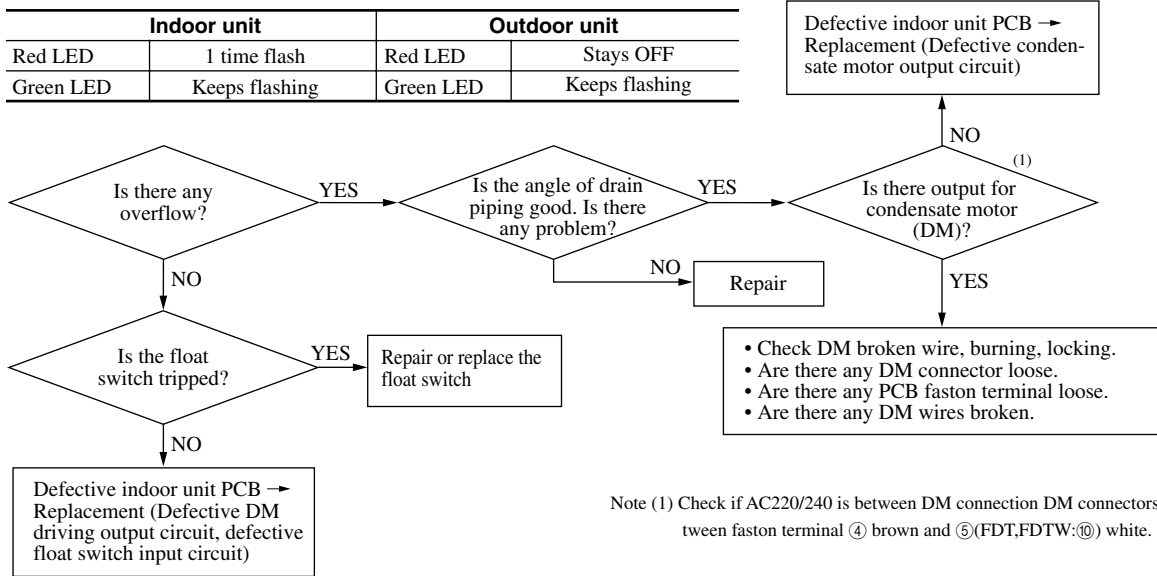 Indoor unit Outdoor unit
Red LED 1 time flash Red LED Stays OFF
Green LED Keeps flashing Green LED Keeps flashing
Defective indoor unit PCB →
Replacement (Defective conden-
sate motor output circuit)
NO
Is there any
overflow?
YES
Is the angle of drain
piping good. Is there
any problem?
YES
(1)
Is there output for
condensate motor
(DM)?
NO
NO
Repair
YES
Is the float
switch tripped?
YES
Repair or replace the
float switch
• Check DM broken wire, burning, locking.
• Are there any DM connector loose.
• Are there any PCB faston terminal loose.
• Are there any DM wires broken.
NO
Defective indoor unit PCB →
Replacement (Defective DM
driving output circuit, defective
float switch input circuit)
Note (1) Check if AC220/240 is between DM connection DM connectors
tween faston terminal ④ brown and ⑤(FDT,FDTW:⑩) white.